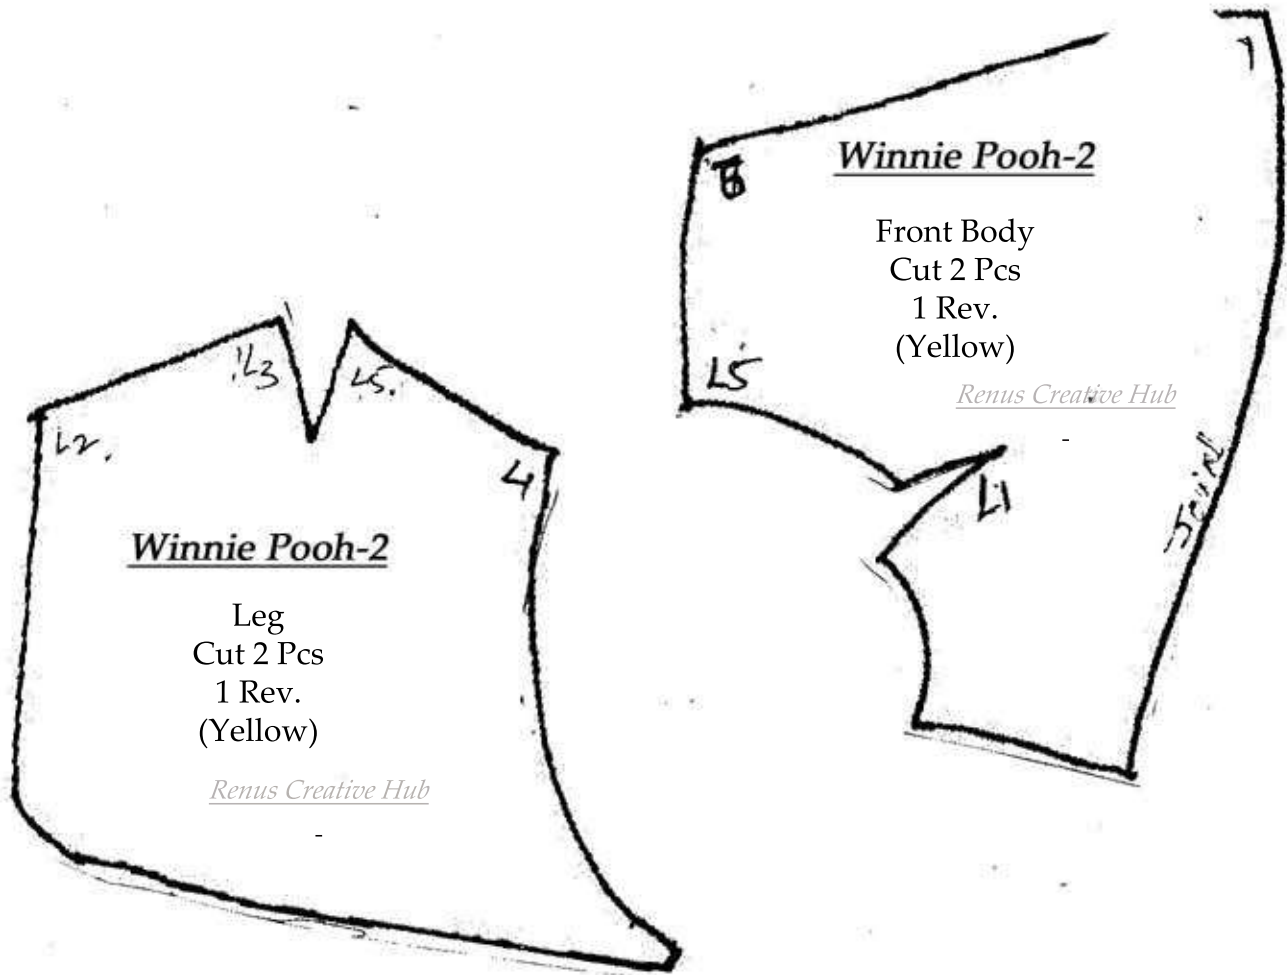 Winnie Pooh-2
Leg
Cut 2 Pcs
1 Rev.
(Yellow)
Renus Creative Hub
-
L2.
L3
L5.
4
Winnie Pooh-2
Front Body
Cut 2 Pcs
1 Rev.
(Yellow)
Renus Creative Hub
-
L5
L1